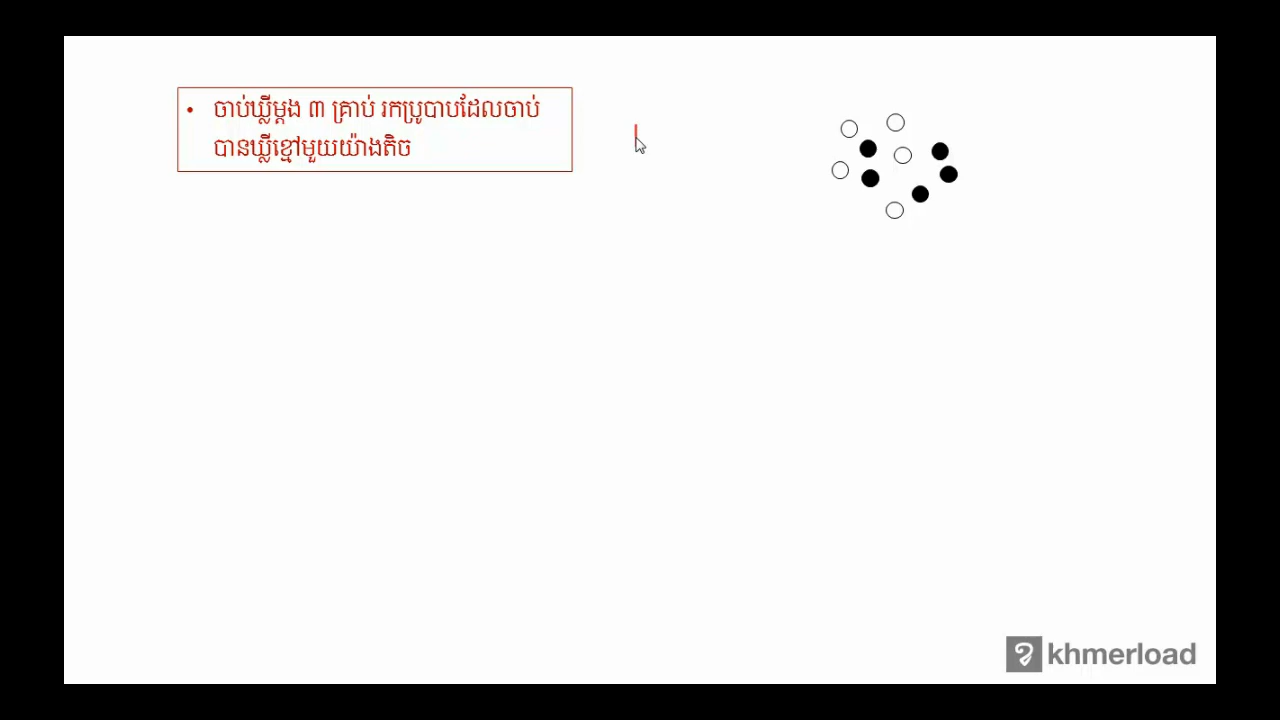 • ចាប់ឃ្លីម្តង ៣ គ្រាប់ រកប្រូបាបដែលចាប់
បានឃ្លីខ្មៅមួយយ៉ាងតិច
khmerload